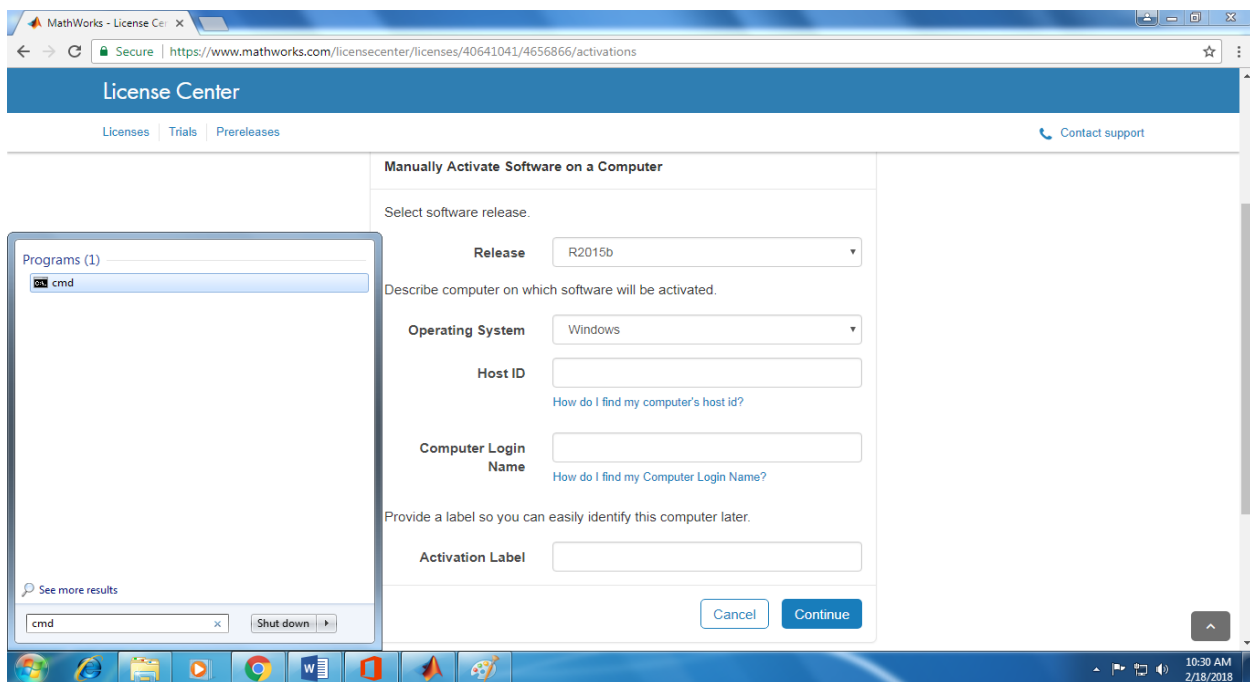 MathWorks - License Cer
Secure | https://www.mathworks.com/licensecenter/licenses/40641041/4656866/activations
License Center
Licenses Trials Prereleases Contact support
Manually Activate Software on a Computer
Select software release.
Release R2015b
Programs (1)
cmd
Describe computer on which software will be activated.
Operating System Windows
Host ID
How do I find my computer's host id?
Computer Login
Name
How do I find my Computer Login Name?
Provide a label so you can easily identify this computer later.
Activation Label
See more results
Cancel Continue
cmd Shut down
10:30 AM
2/18/2018